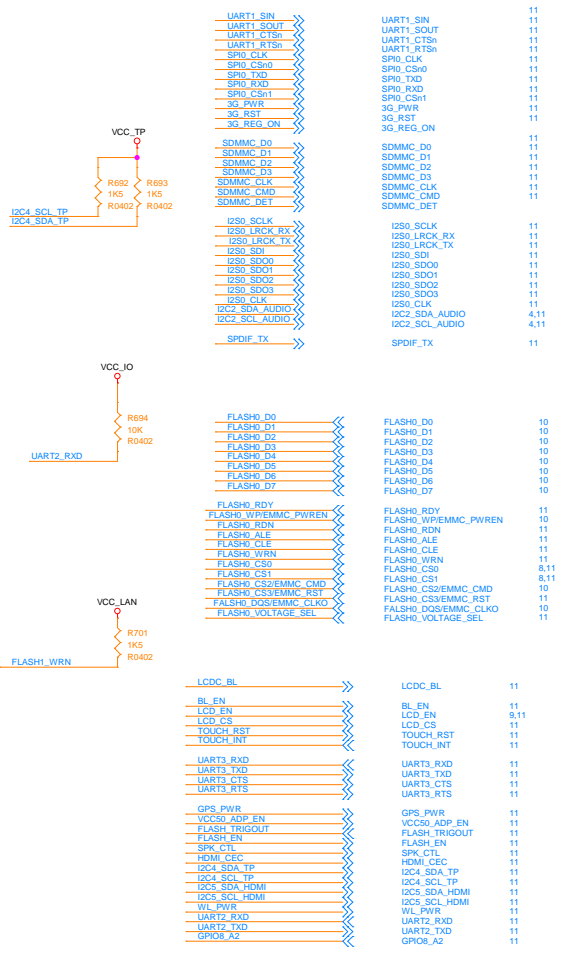 11
UART1_SIN UART1_SIN 11
UART1_SOUT UART1_SOUT 11
UART1_CTSn UART1_CTSn 11
UART1_RTSn UART1_RTSn 11
SPI0_CLK SPI0_CLK 11
SPI0_CSn0 SPI0_CSn0 11
SPI0_TXD SPI0_TXD 11
SPI0_RXD SPI0_RXD 11
SPI0_CSn1 SPI0_CSn1 11
3G_PWR 3G_PWR 11
3G_RST 3G_RST 11
3G_REG_ON 3G_REG_ON
VCC_TP
11
SDMMC_D0 SDMMC_D0 11
SDMMC_D1 SDMMC_D1 11
SDMMC_D2 SDMMC_D2 11
SDMMC_D3 SDMMC_D3 11
SDMMC_CLK SDMMC_CLK 11
SDMMC_CMD SDMMC_CMD 11
SDMMC_DET SDMMC_DET
R692 R693
1K5 1K5
R0402 R0402
I2C4_SCL_TP
I2C4_SDA_TP
I2S0_SCLK I2S0_SCLK 11
I2S0_LRCK_RX I2S0_LRCK_RX 11
I2S0_LRCK_TX I2S0_LRCK_TX 11
I2S0_SDI I2S0_SDI 11
I2S0_SDO0 I2S0_SDO0 11
I2S0_SDO1 I2S0_SDO1 11
I2S0_SDO2 I2S0_SDO2 11
I2S0_SDO3 I2S0_SDO3 11
I2S0_CLK I2S0_CLK 11
I2C2_SDA_AUDIO I2C2_SDA_AUDIO 4,11
I2C2_SCL_AUDIO I2C2_SCL_AUDIO 4,11
SPDIF_TX SPDIF_TX 11
VCC_IO
R694
10K
R0402
UART2_RXD
FLASH0_D0 FLASH0_D0 10
FLASH0_D1 FLASH0_D1 10
FLASH0_D2 FLASH0_D2 10
FLASH0_D3 FLASH0_D3 10
FLASH0_D4 FLASH0_D4 10
FLASH0_D5 FLASH0_D5 10
FLASH0_D6 FLASH0_D6 10
FLASH0_D7 FLASH0_D7 10
FLASH0_RDY FLASH0_RDY 11
FLASH0_WP/EMMC_PWREN FLASH0_WP/EMMC_PWREN 10
FLASH0_RDN FLASH0_RDN 11
FLASH0_ALE FLASH0_ALE 11
FLASH0_CLE FLASH0_CLE 11
FLASH0_WRN FLASH0_WRN 11
FLASH0_CS0 FLASH0_CS0 8,11
FLASH0_CS1 FLASH0_CS1 8,11
FLASH0_CS2/EMMC_CMD FLASH0_CS2/EMMC_CMD 10
FLASH0_CS3/EMMC_RST FLASH0_CS3/EMMC_RST 11
FALSH0_DQS/EMMC_CLKO FALSH0_DQS/EMMC_CLKO 10
FLASH0_VOLTAGE_SEL FLASH0_VOLTAGE_SEL 11
VCC_LAN
R701
1K5
R0402
FLASH1_WRN
LCDC_BL LCDC_BL 11
BL_EN BL_EN 11
LCD_EN LCD_EN 9,11
LCD_CS LCD_CS 11
TOUCH_RST TOUCH_RST 11
TOUCH_INT TOUCH_INT 11
UART3_RXD UART3_RXD 11
UART3_TXD UART3_TXD 11
UART3_CTS UART3_CTS 11
UART3_RTS UART3_RTS 11
GPS_PWR GPS_PWR 11
VCC50_ADP_EN VCC50_ADP_EN 11
FLASH_TRIGOUT FLASH_TRIGOUT 11
FLASH_EN FLASH_EN 11
SPK_CTL SPK_CTL 11
HDMI_CEC HDMI_CEC 11
I2C4_SDA_TP I2C4_SDA_TP 11
I2C4_SCL_TP I2C4_SCL_TP 11
I2C5_SDA_HDMI I2C5_SDA_HDMI 11
I2C5_SCL_HDMI I2C5_SCL_HDMI 11
WL_PWR WL_PWR 11
UART2_RXD UART2_RXD 11
UART2_TXD UART2_TXD 11
GPIO8_A2 GPIO8_A2 11